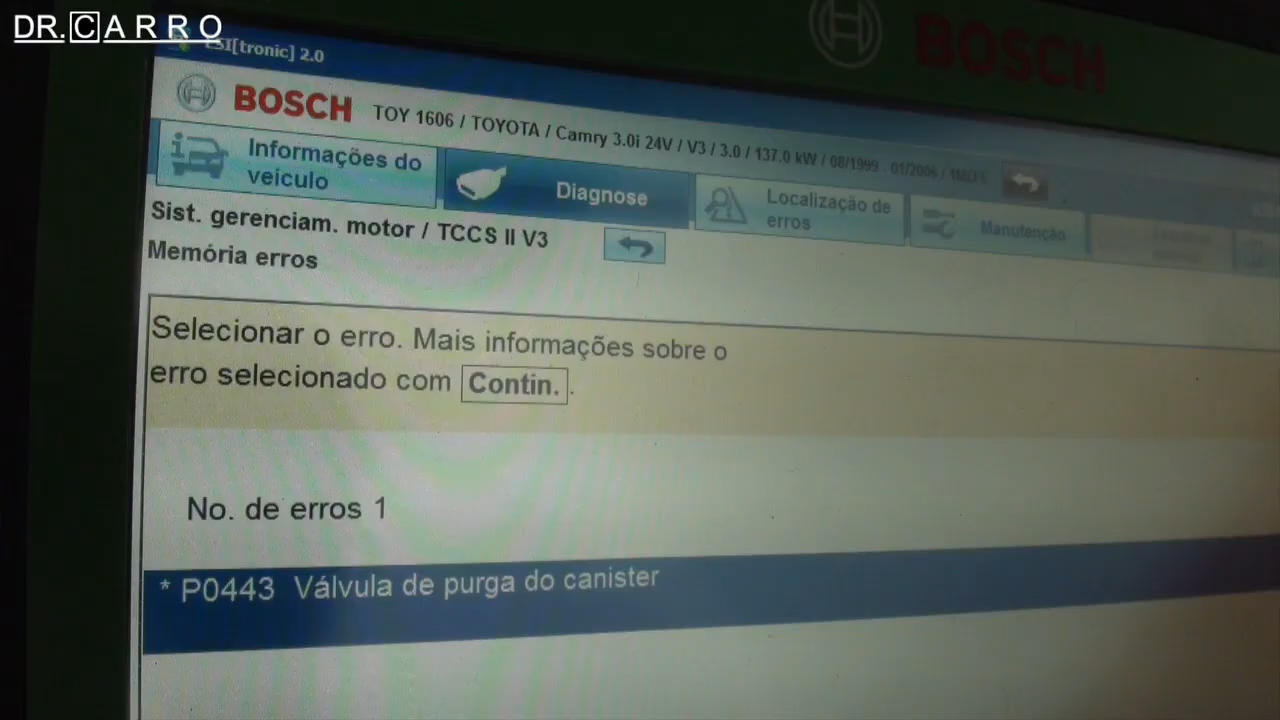 DR.CARRO
ESI[tronic] 2.0
BOSCH
BOSCH TOY 1606 / TOYOTA / Camry 3.0i 24V / V3 / 3.0 / 137.0 kW / 08/1999 - 01/2006 / 1MZFE
Informações do
veículo
Diagnose
Localização de
erros
Manutenção
Sist. gerenciam. motor / TCCS II V3
Memória erros
Selecionar o erro. Mais informações sobre o
erro selecionado com Contin..
No. de erros 1
* P0443 Válvula de purga do canister